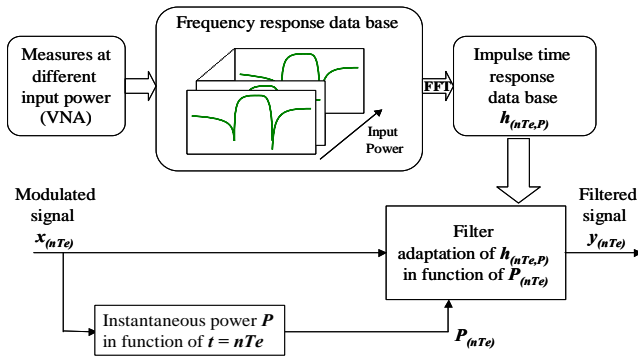 Frequency response data base
Measures at
different
input power
(VNA)
Input
Power
FFT
Impulse time
response
data base
h(nTe,P)
Modulated
signal
x(nTe)
Filter
adaptation of h(nTe,P)
in function of P(nTe)
Filtered
signal
y(nTe)
Instantaneous power P
in function of t = nTe
P(nTe)